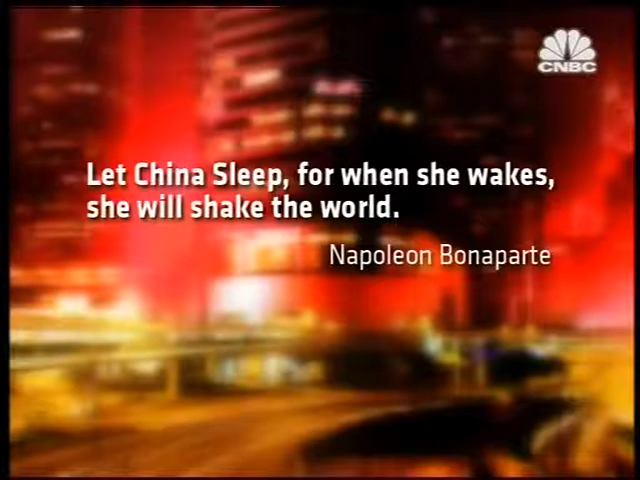 CNBC
Let China Sleep, for when she wakes,
she will shake the world.
Napoleon Bonaparte